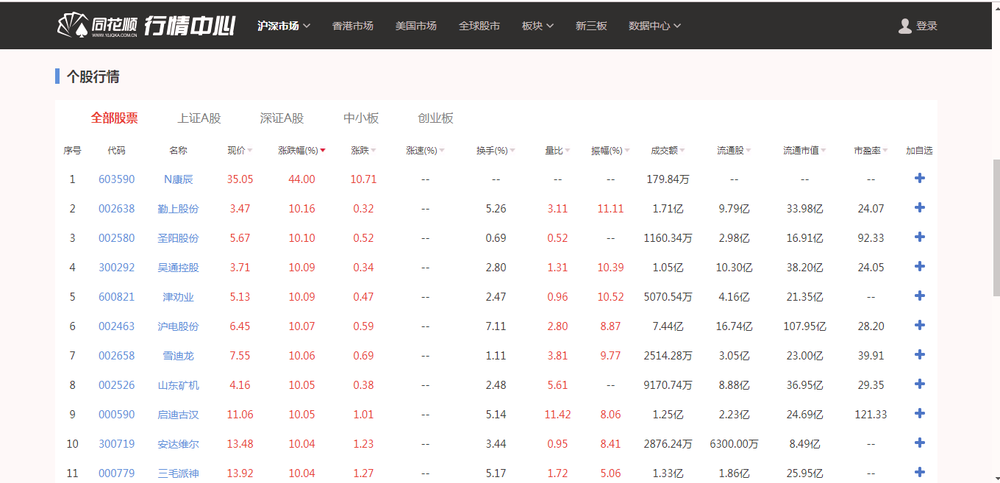 同花顺 WWW.10JQKA.COM.CN 行情中心 沪深市场 香港市场 美国市场 全球股市 板块 新三板 数据中心 登录
个股行情
全部股票 上证A股 深证A股 中小板 创业板
序号 代码 名称 现价 涨跌幅(%) 涨跌 涨速(%) 换手(%) 量比 振幅(%) 成交额 流通股 流通市值 市盈率 加自选
1 603590 N康辰 35.05 44.00 10.71 -- -- -- -- 179.84万 -- -- --
2 002638 勤上股份 3.47 10.16 0.32 -- 5.26 3.11 11.11 1.71亿 9.79亿 33.98亿 24.07
3 002580 圣阳股份 5.67 10.10 0.52 -- 0.69 0.52 -- 1160.34万 2.98亿 16.91亿 92.33
4 300292 吴通控股 3.71 10.09 0.34 -- 2.80 1.31 10.39 1.05亿 10.30亿 38.20亿 24.05
5 600821 津劝业 5.13 10.09 0.47 -- 2.47 0.96 10.52 5070.54万 4.16亿 21.35亿 --
6 002463 沪电股份 6.45 10.07 0.59 -- 7.11 2.80 8.87 7.44亿 16.74亿 107.95亿 28.20
7 002658 雪迪龙 7.55 10.06 0.69 -- 1.11 3.81 9.77 2514.28万 3.05亿 23.00亿 39.91
8 002526 山东矿机 4.16 10.05 0.38 -- 2.48 5.61 -- 9170.74万 8.88亿 36.95亿 29.35
9 000590 启迪古汉 11.06 10.05 1.01 -- 5.14 11.42 8.06 1.25亿 2.23亿 24.69亿 121.33
10 300719 安达维尔 13.48 10.04 1.23 -- 3.44 0.95 8.41 2876.24万 6300.00万 8.49亿 --
11 000779 三毛派神 13.92 10.04 1.27 -- 5.17 1.72 5.06 1.33亿 1.86亿 25.95亿 --